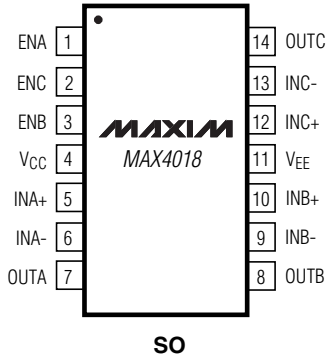 ENA 1 14 OUTC
ENC 2 13 INC-
ENB 3 MAXIM 12 INC+
VCC 4 MAX4018 11 VEE
INA+ 5 10 INB+
INA- 6 9 INB-
OUTA 7 8 OUTB
SO